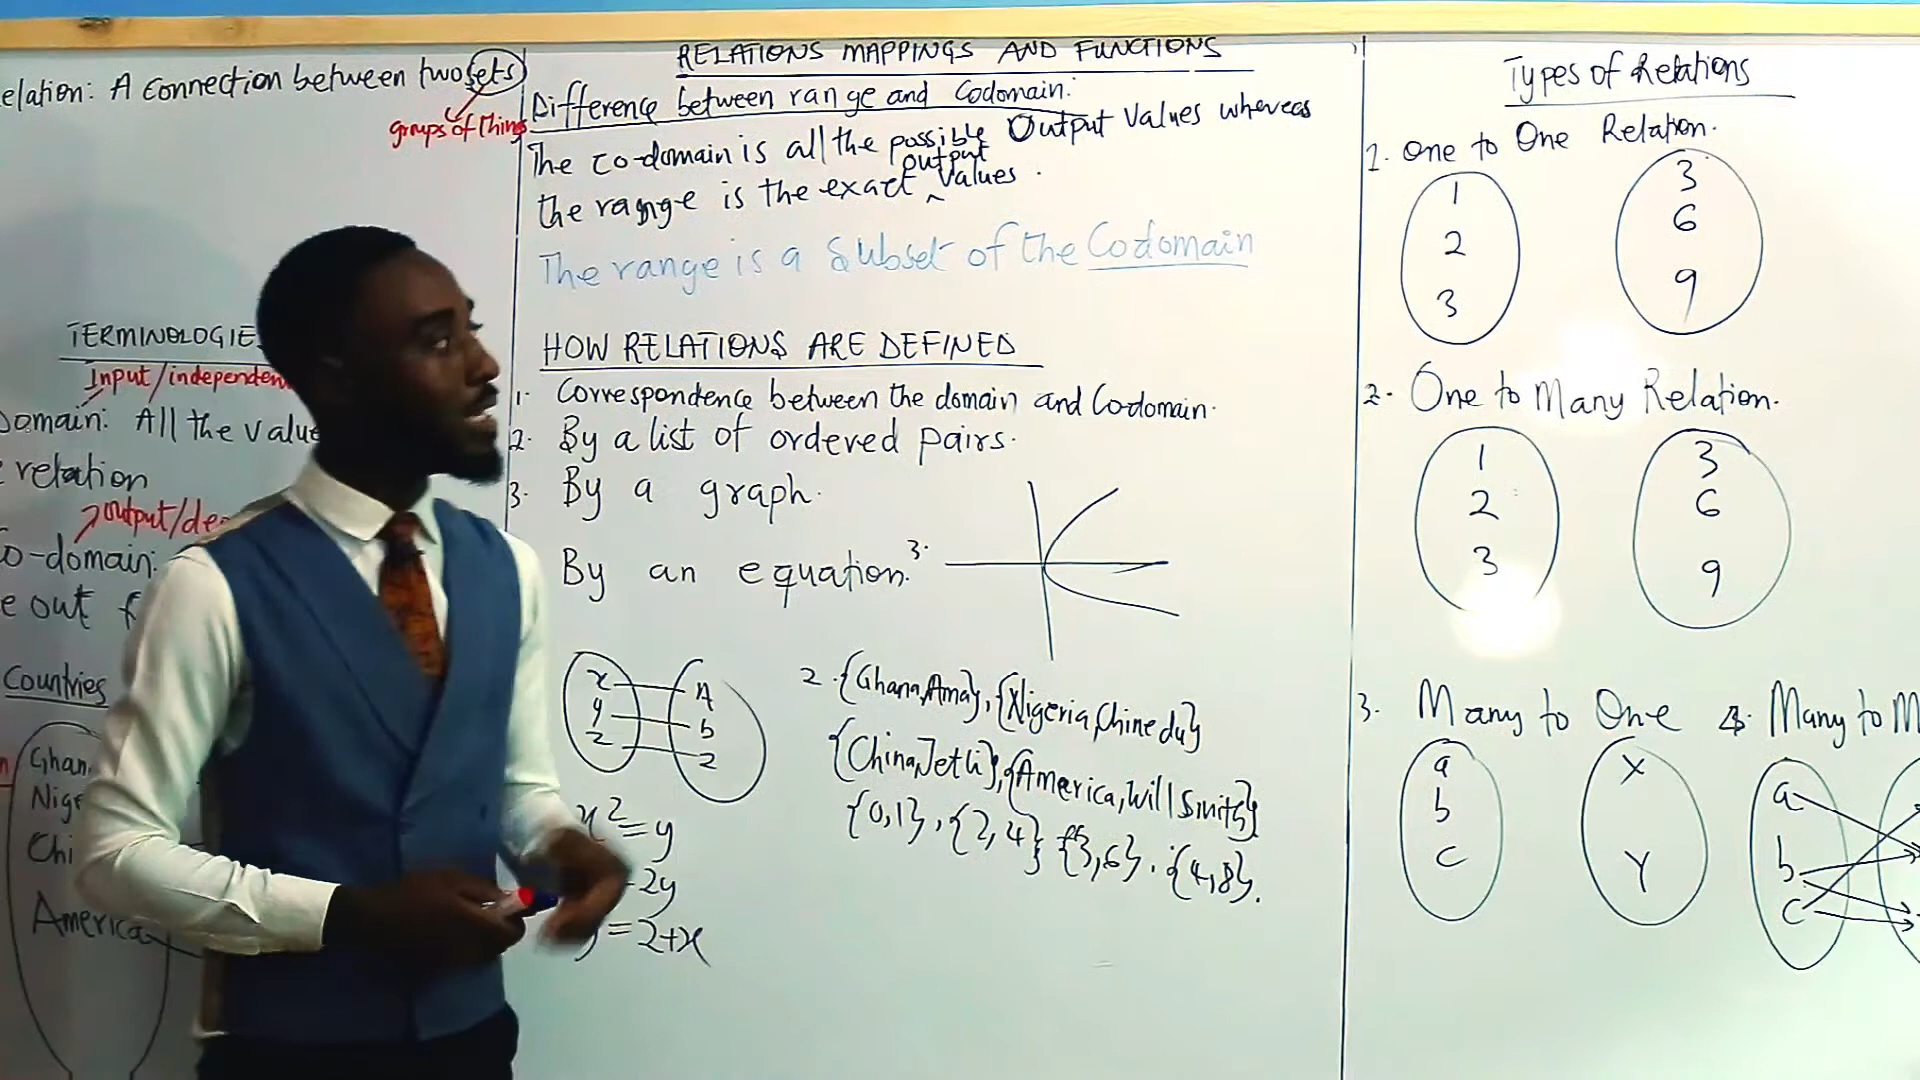 elation: A connection between two sets
groups of thing
TERMINOLOGIE
Input/independen
omain: All the value
relation
output/de
o-domain:
e out f
Countries
Ghan
Nige
Chi
America
RELATIONS MAPPINGS AND FUNCTIONS
Difference between range and Codomain:
The co-domain is all the possible Output Values whereas
the range is the exact output values.
The range is a Subset of the Codomain
HOW RELATIONS ARE DEFINED
1. Correspondence between the domain and Codomain.
2. By a list of ordered pairs.
3. By a graph.
By an equation.
3.
x A
y b
z z
x² = y
2y
= 2+x
2. {Ghana, Ama}, {Nigeria, Chinedu}
{China, Jet Li}, {America, Will Smith}
{0,1}, {2,4} {3,6}. {4,8}.
Types of Relations
1. One to One Relation.
1 3
2 6
3 9
2. One to Many Relation.
1 3
2 6
3 9
3. Many to One
a X
b
c Y
4. Many to M
a
b
c